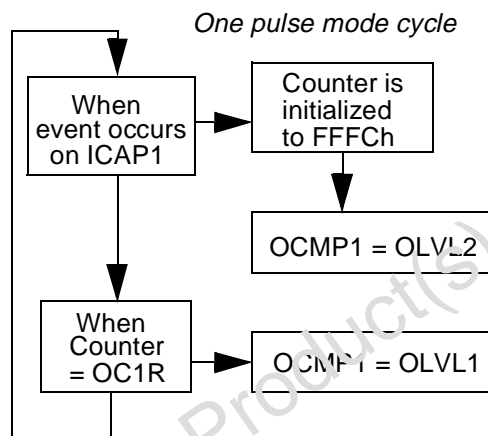 One pulse mode cycle
When
event occurs
on ICAP1
Counter is
initialized
to FFFCh
OCMP1 = OLVL2
When
Counter
= OC1R
OCMP1 = OLVL1
Product(s)